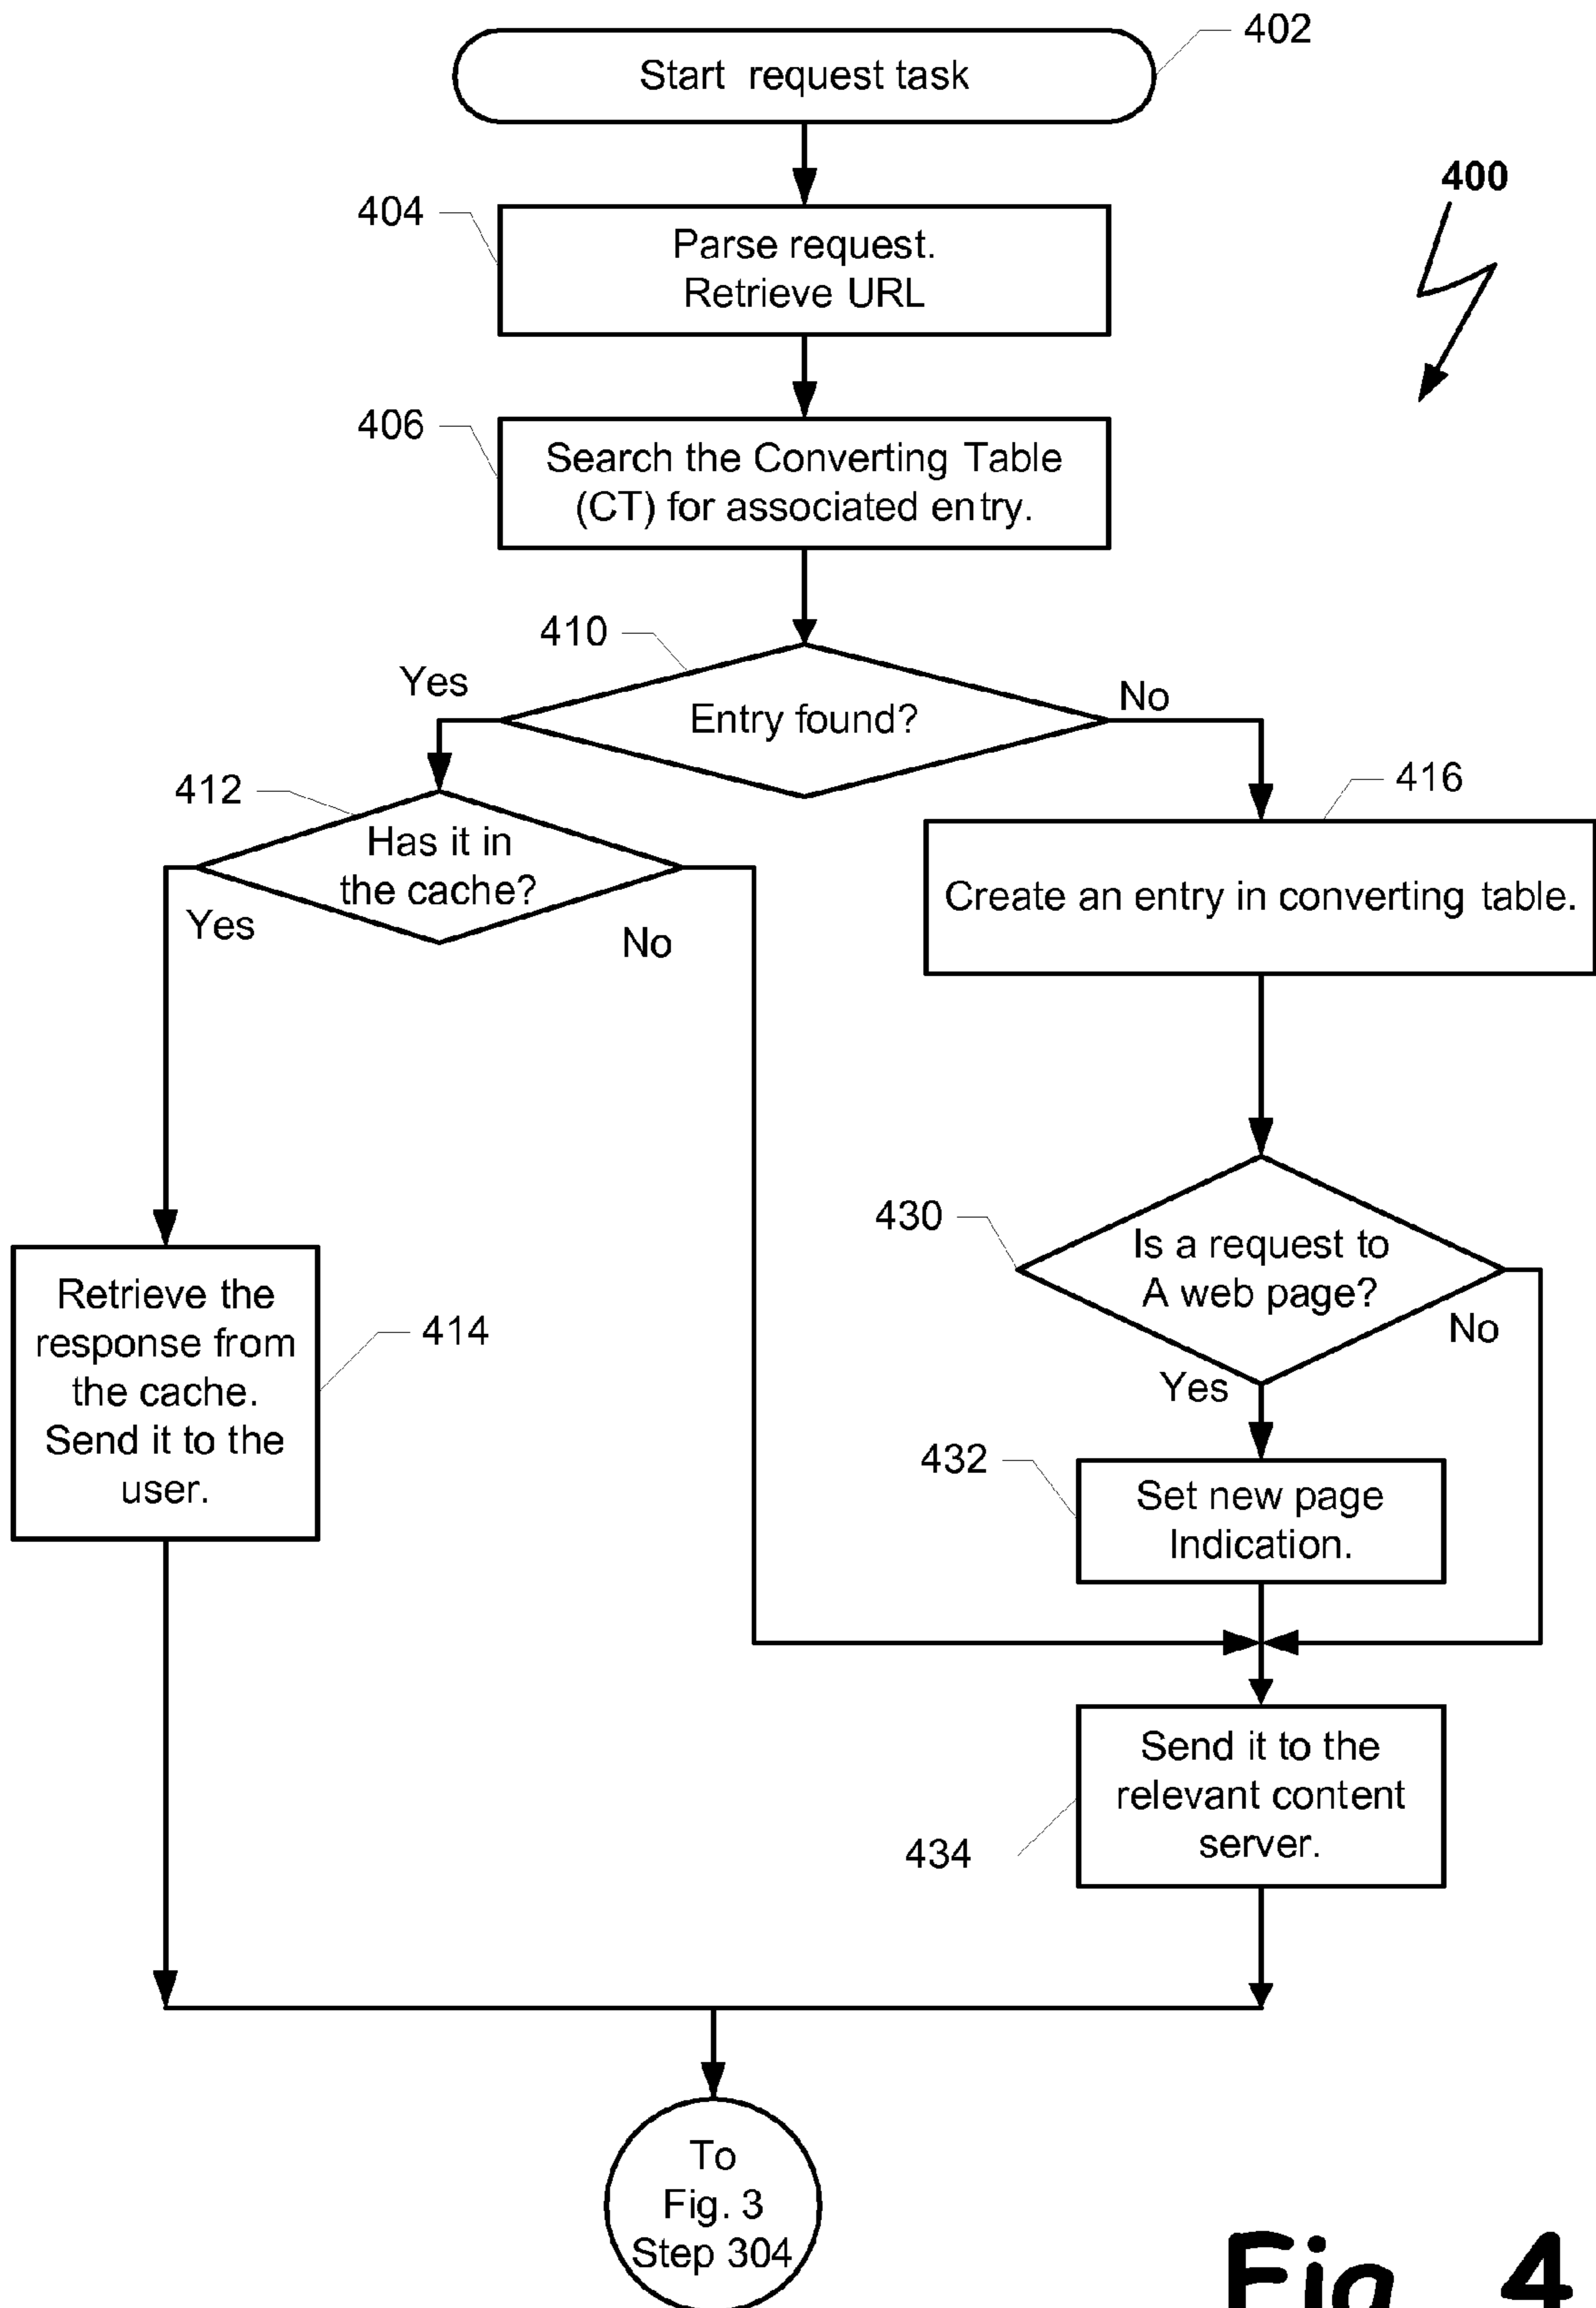 402
Start request task
400
404
Parse request.
Retrieve URL
406
Search the Converting Table
(CT) for associated entry.
410
Yes
Entry found?
No
412
Has it in
the cache?
Yes
No
416
Create an entry in converting table.
430
Is a request to
A web page?
No
Yes
Retrieve the
response from
the cache.
Send it to the
user.
414
432
Set new page
Indication.
Send it to the
relevant content
server.
434
To
Fig. 3
Step 304
Fig 4